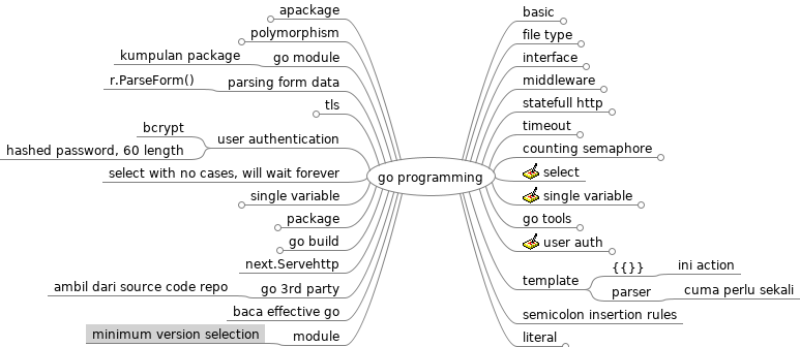 apackage
polymorphism
kumpulan package
go module
r.ParseForm()
parsing form data
tls
bcrypt
hashed password, 60 length
user authentication
select with no cases, will wait forever
single variable
package
go build
next.Servehttp
ambil dari source code repo
go 3rd party
baca effective go
minimum version selection
module
go programming
basic
file type
interface
middleware
statefull http
timeout
counting semaphore
select
single variable
go tools
user auth
template
{{}}
ini action
parser
cuma perlu sekali
semicolon insertion rules
literal